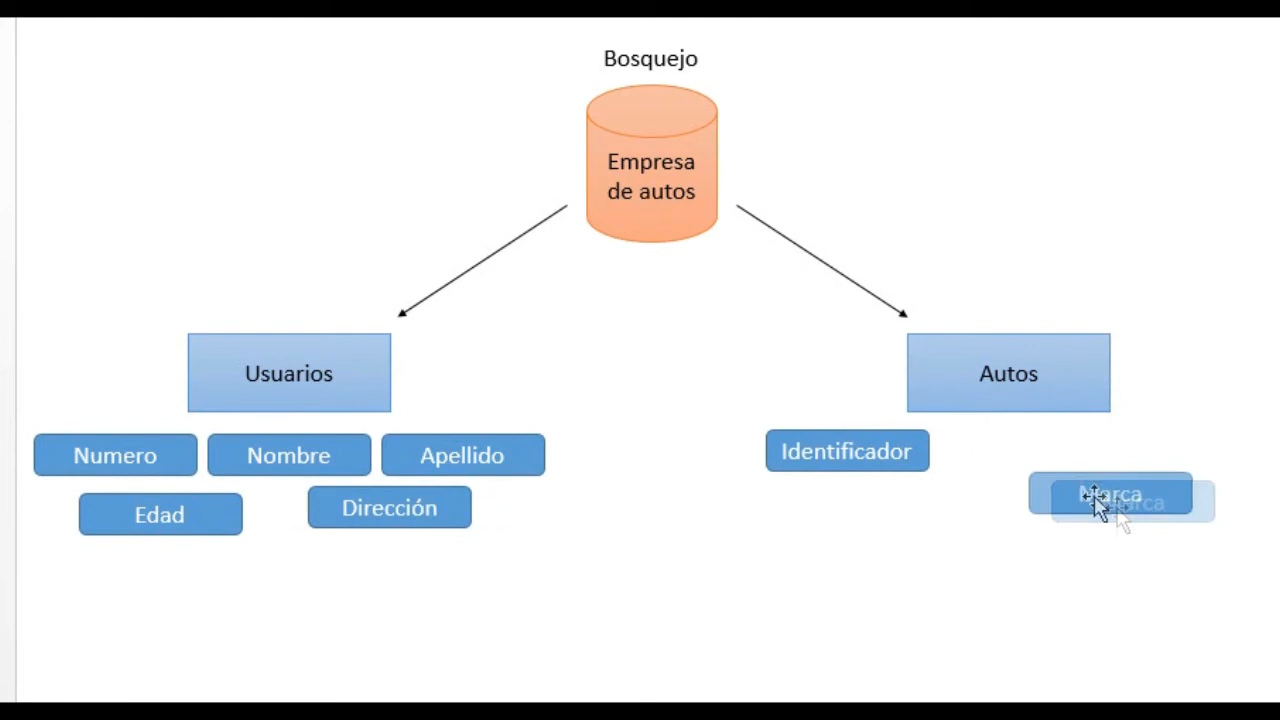 Bosquejo
Empresa
de autos
Usuarios
Autos
Numero
Nombre
Apellido
Identificador
Edad
Dirección
Marca